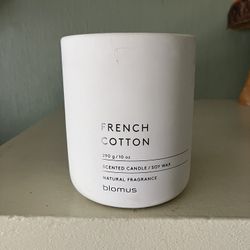 FRENCH
COTTON
290 g / 10 oz
SCENTED CANDLE / SOY WAX
NATURAL FRAGRANCE
blomus